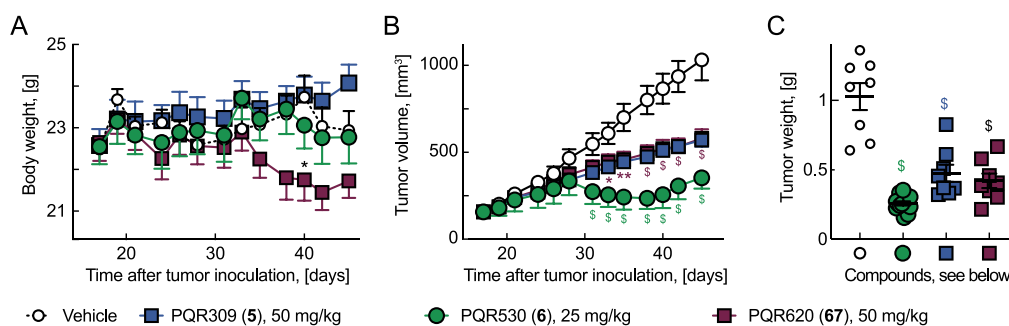 A
B
C
25
23
21
Body weight, [g]
*
20
30
40
Time after tumor inoculation, [days]
1000
500
0
Tumor volume, [mm³]
* ** $ $ $ $
$ $ $ $ $ $ $
20
30
40
Time after tumor inoculation, [days]
1
0.5
0
Tumor weight, [g]
$ $ $
Compounds, see below
Vehicle
PQR309 (5), 50 mg/kg
PQR530 (6), 25 mg/kg
PQR620 (67), 50 mg/kg